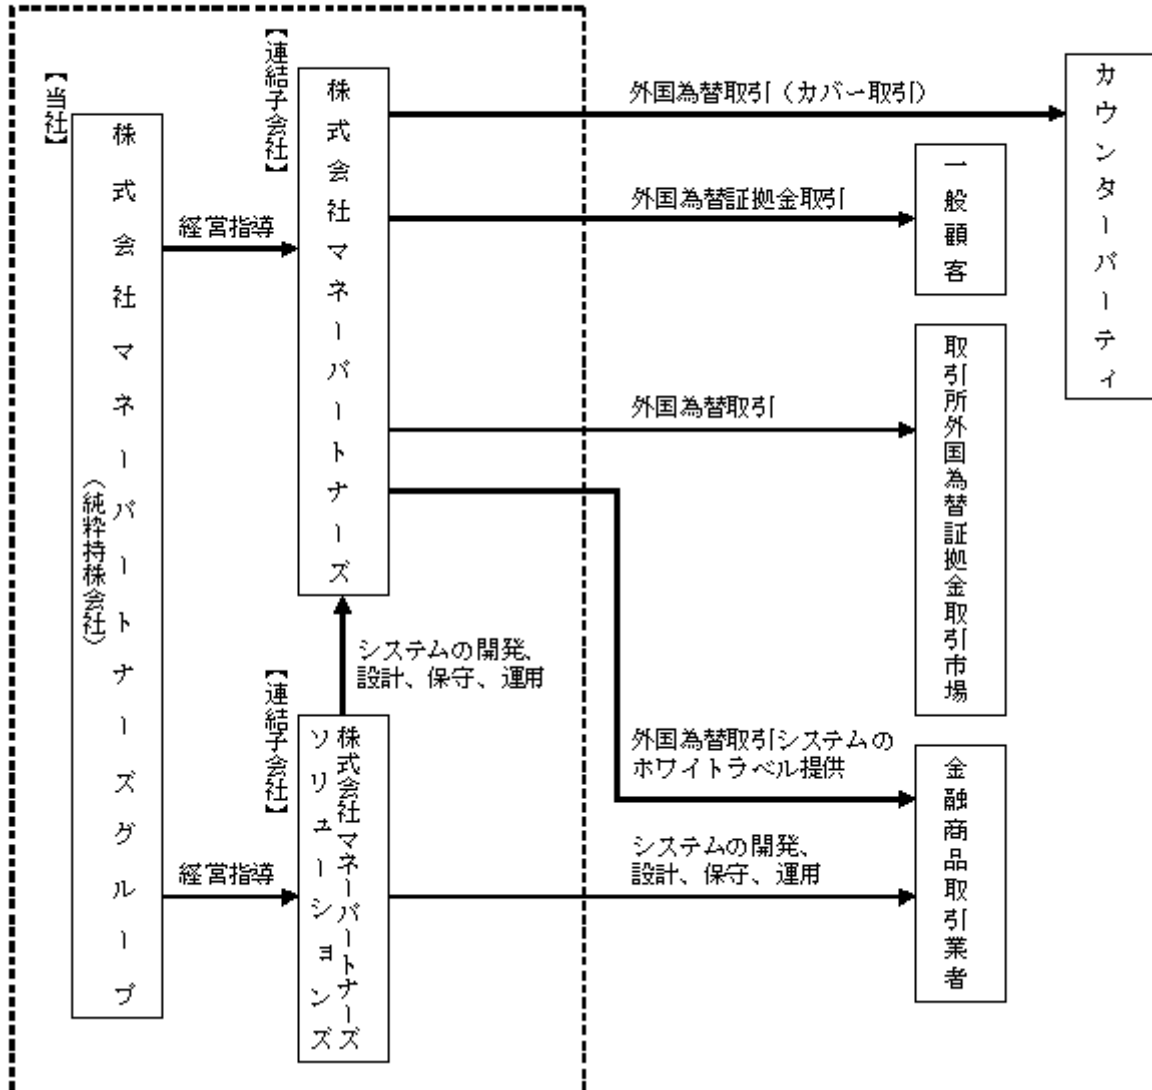 【当社】
株式会社マネーパートナーズグループ
（純粋持株会社）
経営指導
経営指導
【連結子会社】
株式会社マネーパートナーズ
システムの開発、
設計、保守、運用
【連結子会社】
株式会社マネーパートナーズ
ソリューションズ
外国為替取引（カバー取引）
カウンターパーティ
外国為替証拠金取引
一般顧客
外国為替取引
取引所外国為替証拠金取引市場
外国為替取引システムの
ホワイトラベル提供
システムの開発、
設計、保守、運用
金融商品取引業者